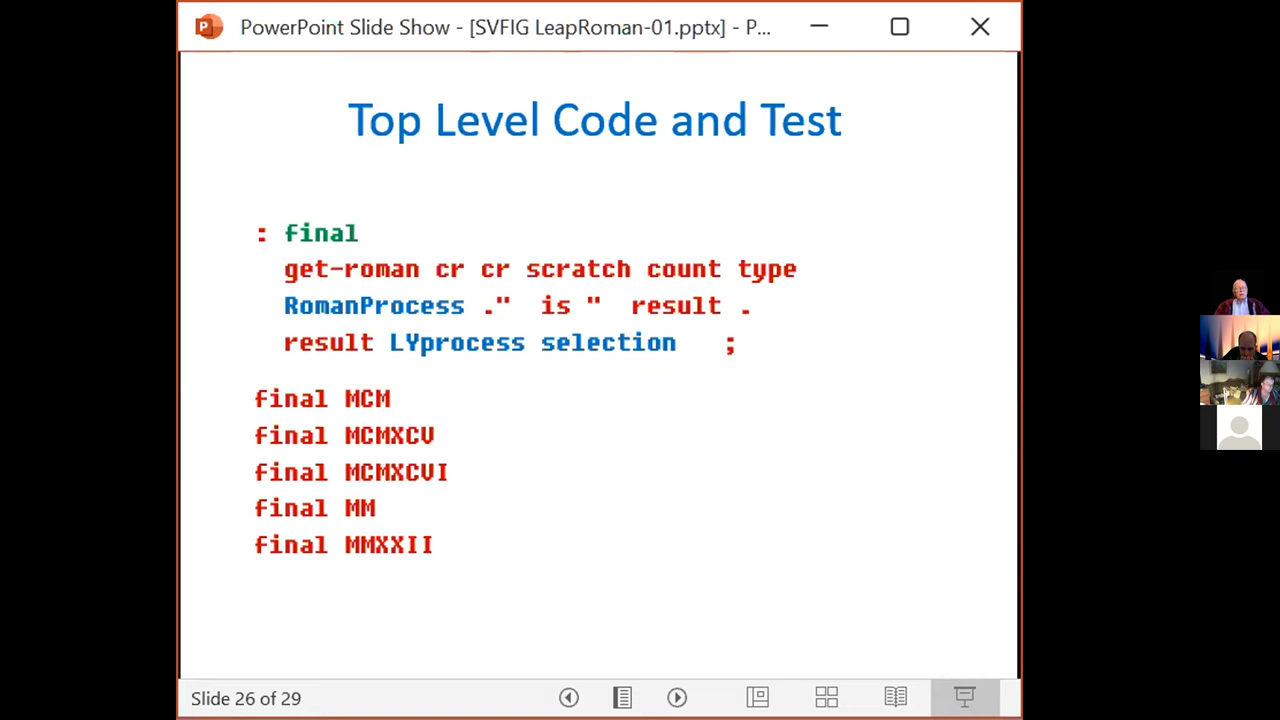 PowerPoint Slide Show - [SVFIG LeapRoman-01.pptx] - P...
Top Level Code and Test
: final
get-roman cr cr scratch count type
RomanProcess ."  is "  result .
result LYprocess selection   ;
final MCM
final MCMXCV
final MCMXCVI
final MM
final MMXXII
Slide 26 of 29